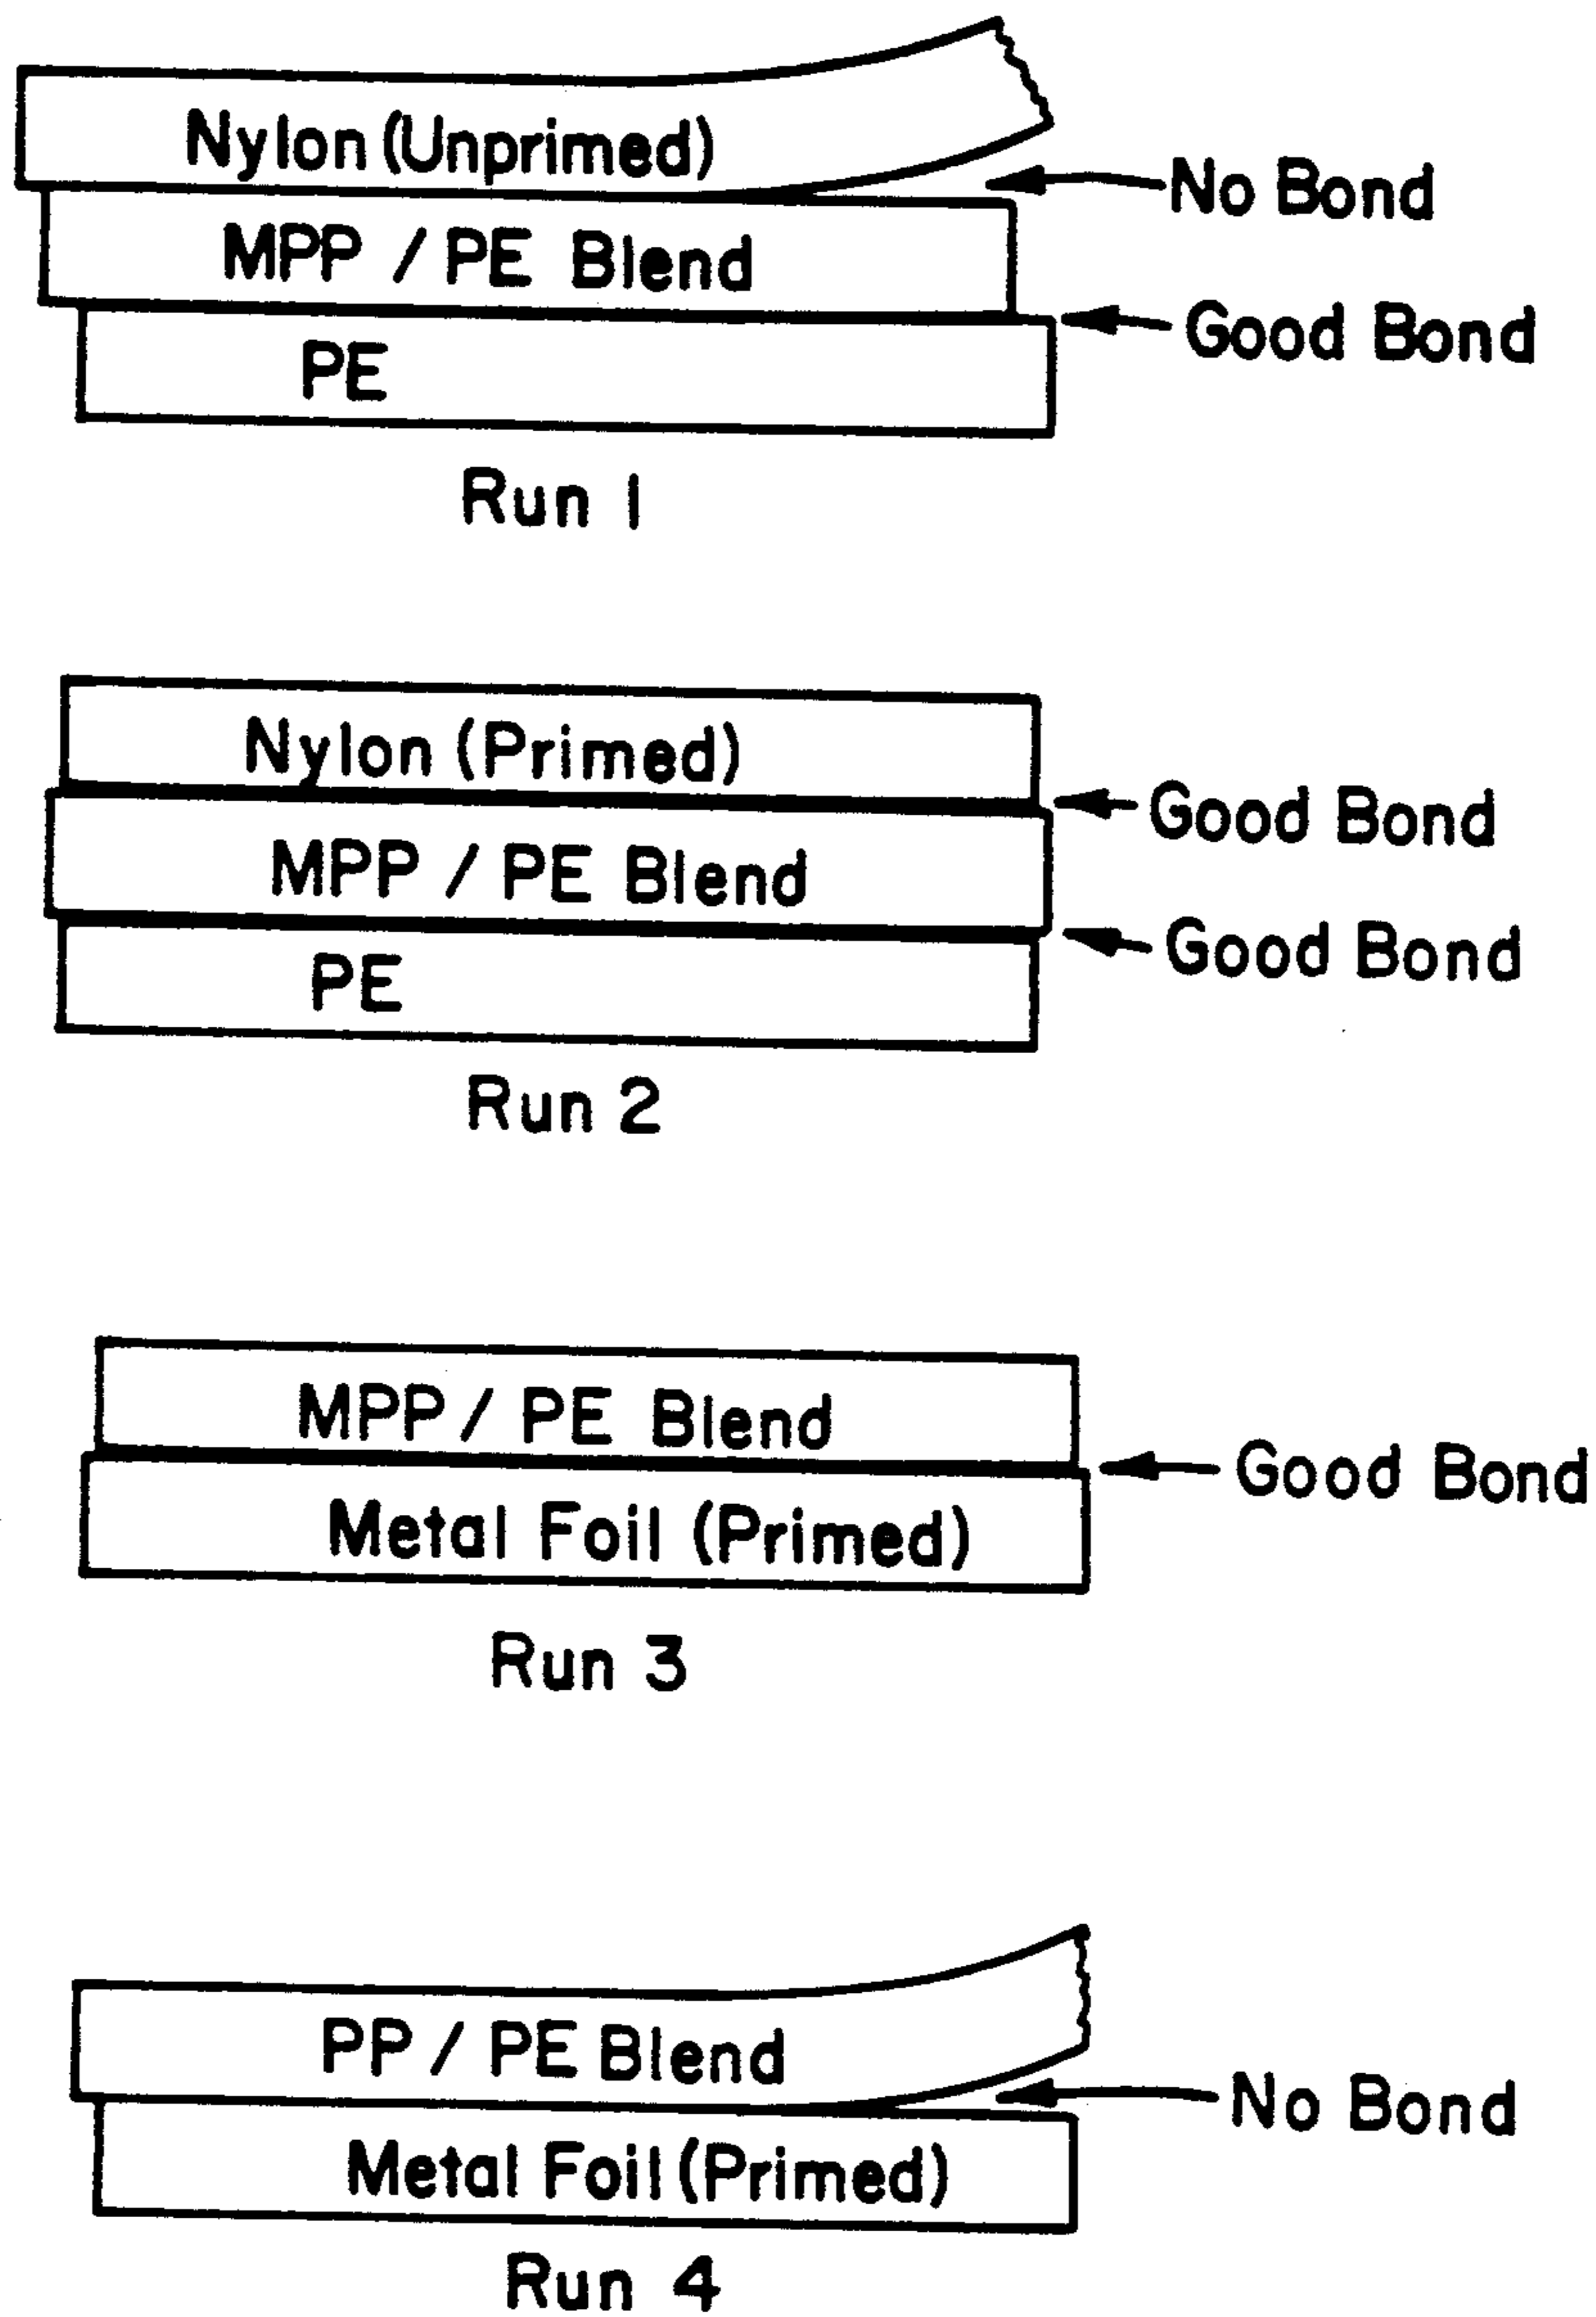 Nylon (Unprimed)
No Bond
MPP / PE Blend
Good Bond
PE
Run 1
Nylon (Primed)
Good Bond
MPP / PE Blend
Good Bond
PE
Run 2
MPP / PE Blend
Good Bond
Metal Foil (Primed)
Run 3
PP / PE Blend
No Bond
Metal Foil (Primed)
Run 4